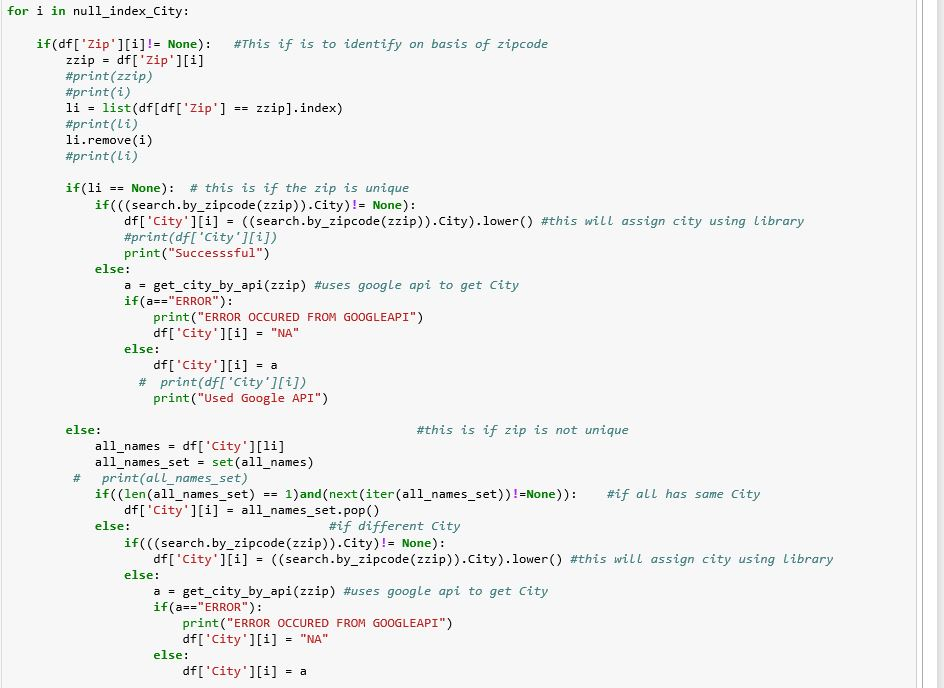 for i in null_index_City:
if(df['Zip'][i]!= None):   #This if is to identify on basis of zipcode
zzip = df['Zip'][i]
#print(zzip)
#print(i)
li = list(df[df['Zip'] == zzip].index)
#print(li)
li.remove(i)
#print(li)
if(li == None):  # this is if the zip is unique
if(((search.by_zipcode(zzip)).City)!= None):
df['City'][i] = ((search.by_zipcode(zzip)).City).lower() #this will assign city using library
#print(df['City'][i])
print("Successsful")
else:
a = get_city_by_api(zzip) #uses google api to get City
if(a=="ERROR"):
print("ERROR OCCURED FROM GOOGLEAPI")
df['City'][i] = "NA"
else:
df['City'][i] = a
#  print(df['City'][i])
print("Used Google API")
else:                                           #this is if zip is not unique
all_names = df['City'][li]
all_names_set = set(all_names)
#   print(all_names_set)
if((len(all_names_set) == 1)and(next(iter(all_names_set))!=None)):    #if all has same City
df['City'][i] = all_names_set.pop()
else:                           #if different City
if(((search.by_zipcode(zzip)).City)!= None):
df['City'][i] = ((search.by_zipcode(zzip)).City).lower() #this will assign city using library
else:
a = get_city_by_api(zzip) #uses google api to get City
if(a=="ERROR"):
print("ERROR OCCURED FROM GOOGLEAPI")
df['City'][i] = "NA"
else:
df['City'][i] = a